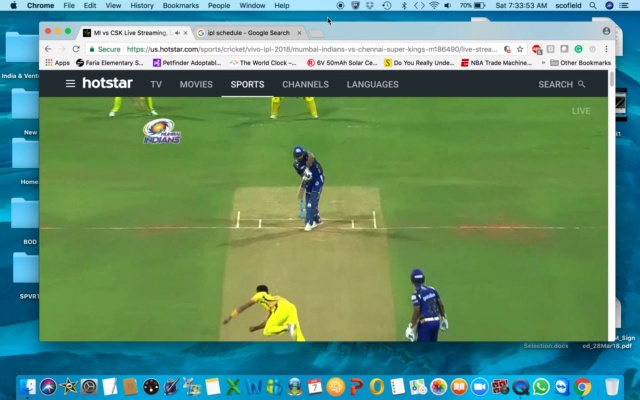 Chrome File Edit View History Bookmarks People Window Help 70% Sat 7:33:53 AM scofield
MI vs CSK Live Streaming, ipl schedule - Google Search
Secure https://us.hotstar.com/sports/cricket/vivo-ipl-2018/mumbai-indians-vs-chennai-super-kings-m186490/live-strea...
Apps Faria Elementary S... Petfinder Adoptabl... The World Clock —... 6V 50mAh Solar Ce... Do You Really Unde... NBA Trade Machine... Other Bookmarks
hotstar TV MOVIES SPORTS CHANNELS LANGUAGES SEARCH
LIVE
MUMBAI
INDIANS
India & Vent
New
Home
BOD
SPVRT
Selection.docx
M_Sign
ed_28Mar18.pdf
7